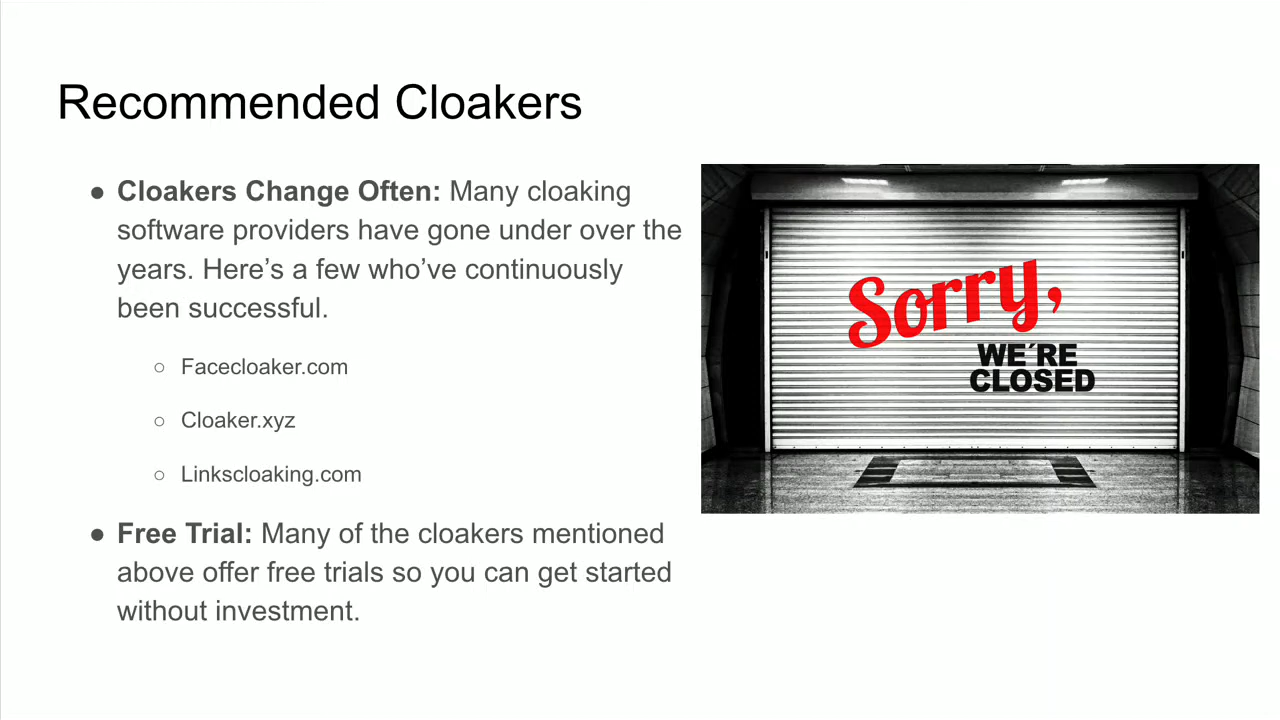 Recommended Cloakers
● Cloakers Change Often: Many cloaking
software providers have gone under over the
years. Here’s a few who’ve continuously
been successful.
○ Facecloaker.com
○ Cloaker.xyz
○ Linkscloaking.com
● Free Trial: Many of the cloakers mentioned
above offer free trials so you can get started
without investment.
Sorry,
WE´RE
CLOSED